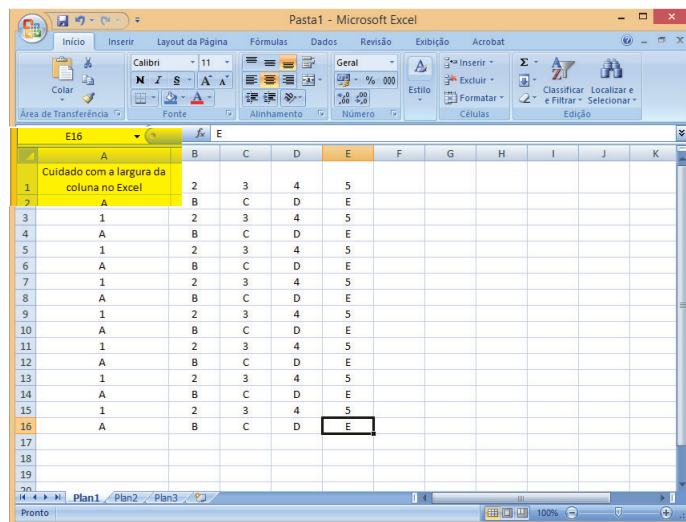 Pasta1 - Microsoft Excel
Início Inserir Layout da Página Fórmulas Dados Revisão Exibição Acrobat
Colar
Área de Transferência
Calibri 11
N I S A A
A
Fonte
Alinhamento
Geral
% 000
,00 ,00
Número
A
Estilo
Inserir
Excluir
Formatar
Células
Σ
Classificar e Filtrar
Localizar e Selecionar
Edição
E16 fx E
A B C D E F G H I J K
1 Cuidado com a largura da coluna no Excel 2 3 4 5
2 A B C D E
3 1 2 3 4 5
4 A B C D E
5 1 2 3 4 5
6 A B C D E
7 1 2 3 4 5
8 A B C D E
9 1 2 3 4 5
10 A B C D E
11 1 2 3 4 5
12 A B C D E
13 1 2 3 4 5
14 A B C D E
15 1 2 3 4 5
16 A B C D E
17
18
19
20
Plan1 Plan2 Plan3
Pronto 100%